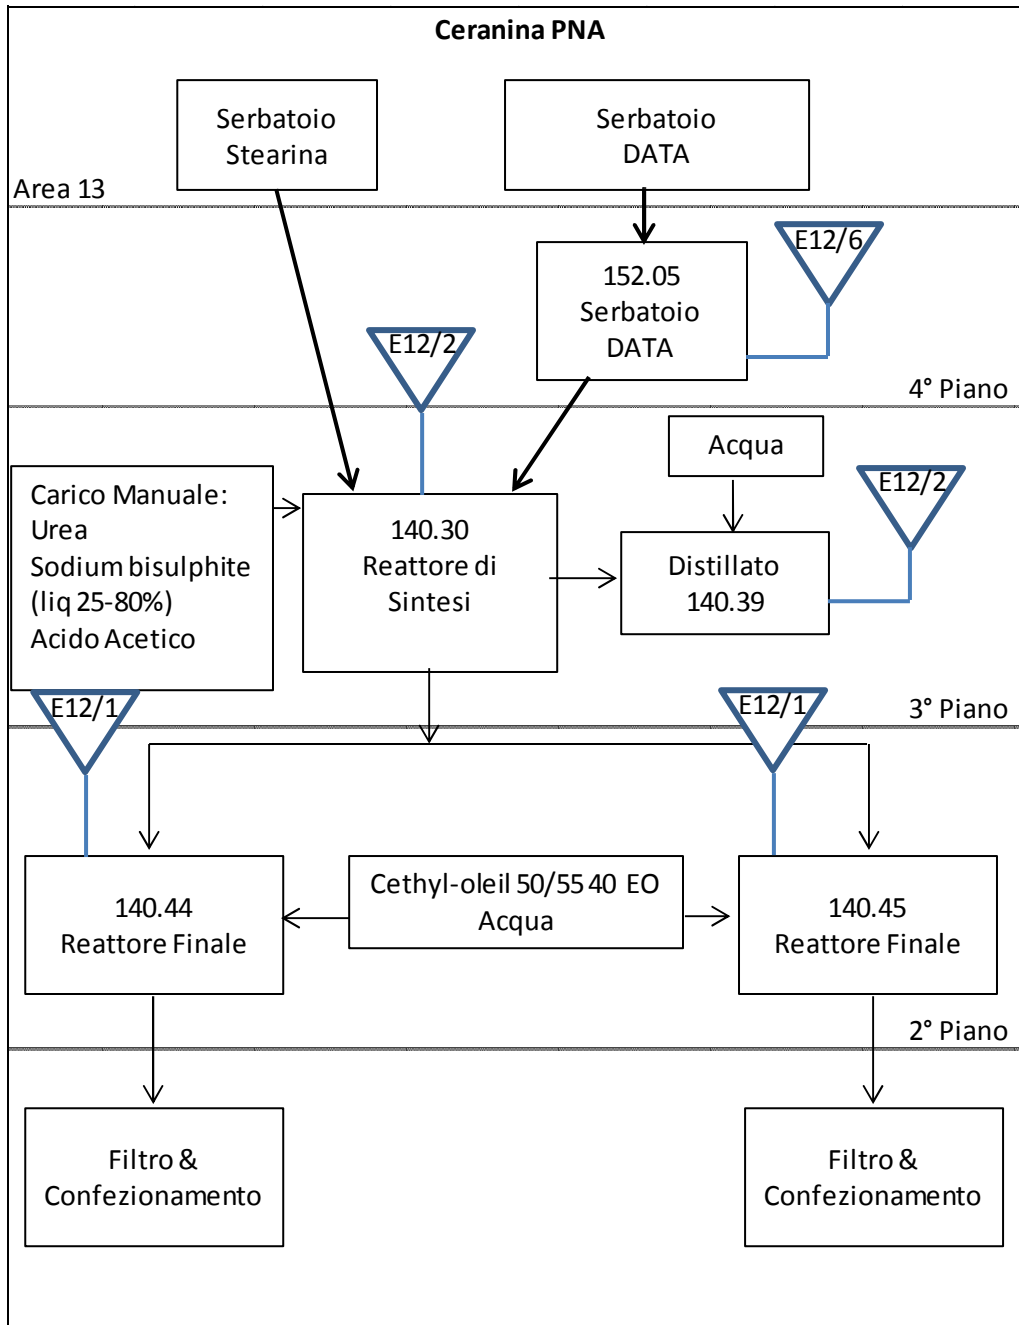 Ceranina PNA
Serbatoio
Stearina
Serbatoio
DATA
Area 13
E12/6
152.05
Serbatoio
DATA
E12/2
4° Piano
Acqua
Carico Manuale:
Urea
Sodium bisulphite
(liq 25-80%)
Acido Acetico
140.30
Reattore di
Sintesi
E12/2
Distillato
140.39
E12/1
E12/1
3° Piano
140.44
Reattore Finale
Cethyl-oleil 50/55 40 EO
Acqua
140.45
Reattore Finale
2° Piano
Filtro &
Confezionamento
Filtro &
Confezionamento